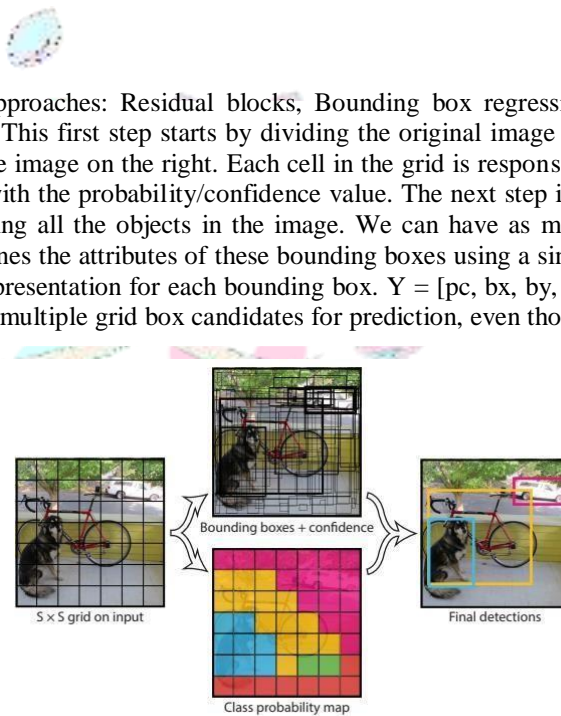 pproaches: Residual blocks, Bounding box regress
This first step starts by dividing the original image
e image on the right. Each cell in the grid is respons
with the probability/confidence value. The next step i
ing all the objects in the image. We can have as m
nes the attributes of these bounding boxes using a sin
presentation for each bounding box. Y = [pc, bx, by,
multiple grid box candidates for prediction, even tho
Bounding boxes + confidence
S × S grid on input
Final detections
Class probability map